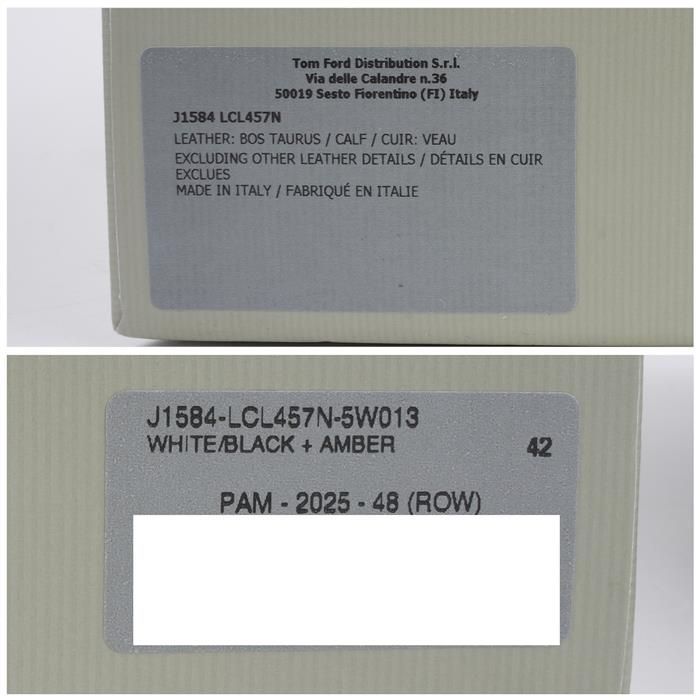 Tom Ford Distribution S.r.l.
Via delle Calandre n.36
50019 Sesto Fiorentino (FI) Italy
J1584 LCL457N
LEATHER: BOS TAURUS / CALF / CUIR: VEAU
EXCLUDING OTHER LEATHER DETAILS / DÉTAILS EN CUIR
EXCLUES
MADE IN ITALY / FABRIQUÉ EN ITALIE
J1584-LCL457N-5W013
WHITE/BLACK + AMBER 42
PAM - 2025 - 48 (ROW)